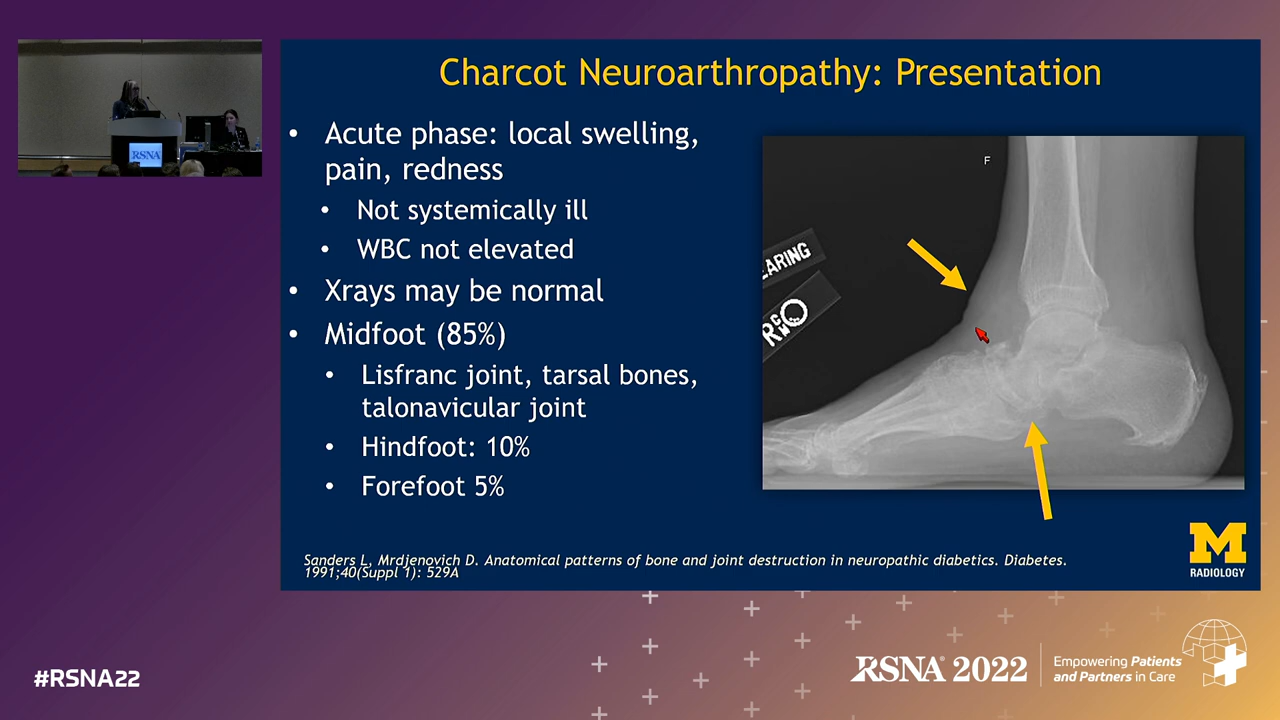 RSNA
Charcot Neuroarthropathy: Presentation
• Acute phase: local swelling,
pain, redness
• Not systemically ill
• WBC not elevated
• Xrays may be normal
• Midfoot (85%)
• Lisfranc joint, tarsal bones,
talonavicular joint
• Hindfoot: 10%
• Forefoot 5%
F
EARING
R
CW
Sanders L, Mrdjenovich D. Anatomical patterns of bone and joint destruction in neuropathic diabetics. Diabetes.
1991;40(Suppl 1): 529A
M
RADIOLOGY
#RSNA22
RSNA® 2022
Empowering Patients
and Partners in Care